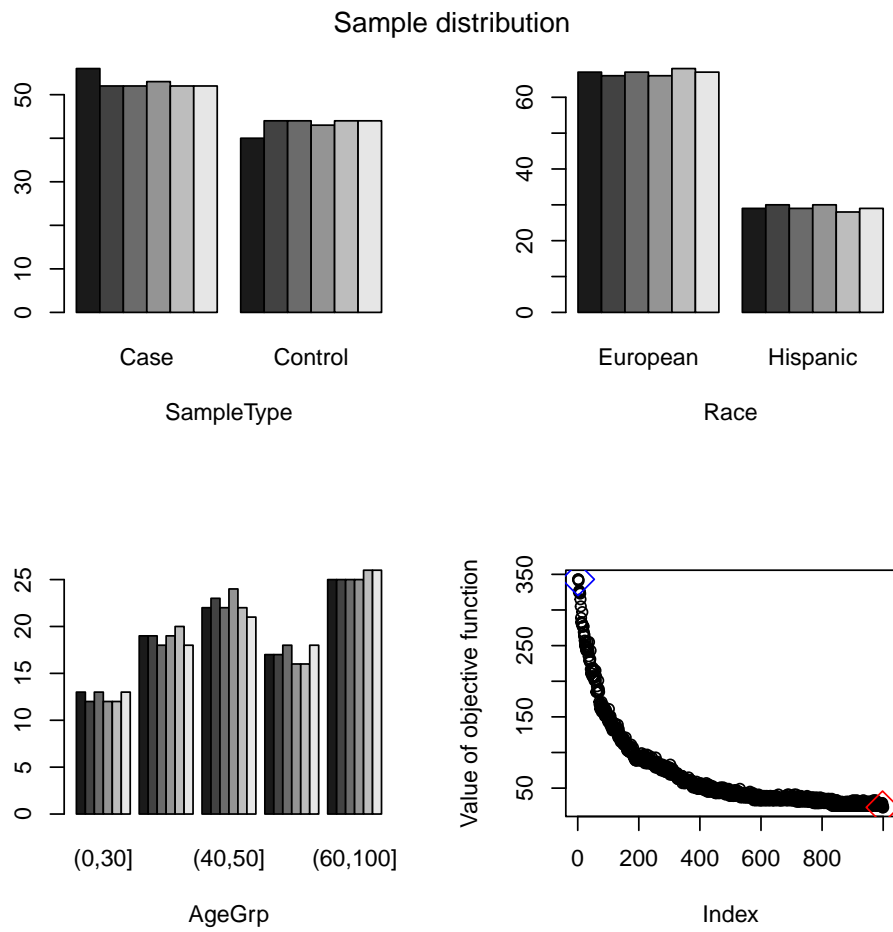 Sample distribution
0 10 30 50
Case Control
SampleType
0 20 40 60
European Hispanic
Race
0 5 10 15 20 25
(0,30] (40,50] (60,100]
AgeGrp
Value of objective function
50 150 250 350
0 200 400 600 800
Index